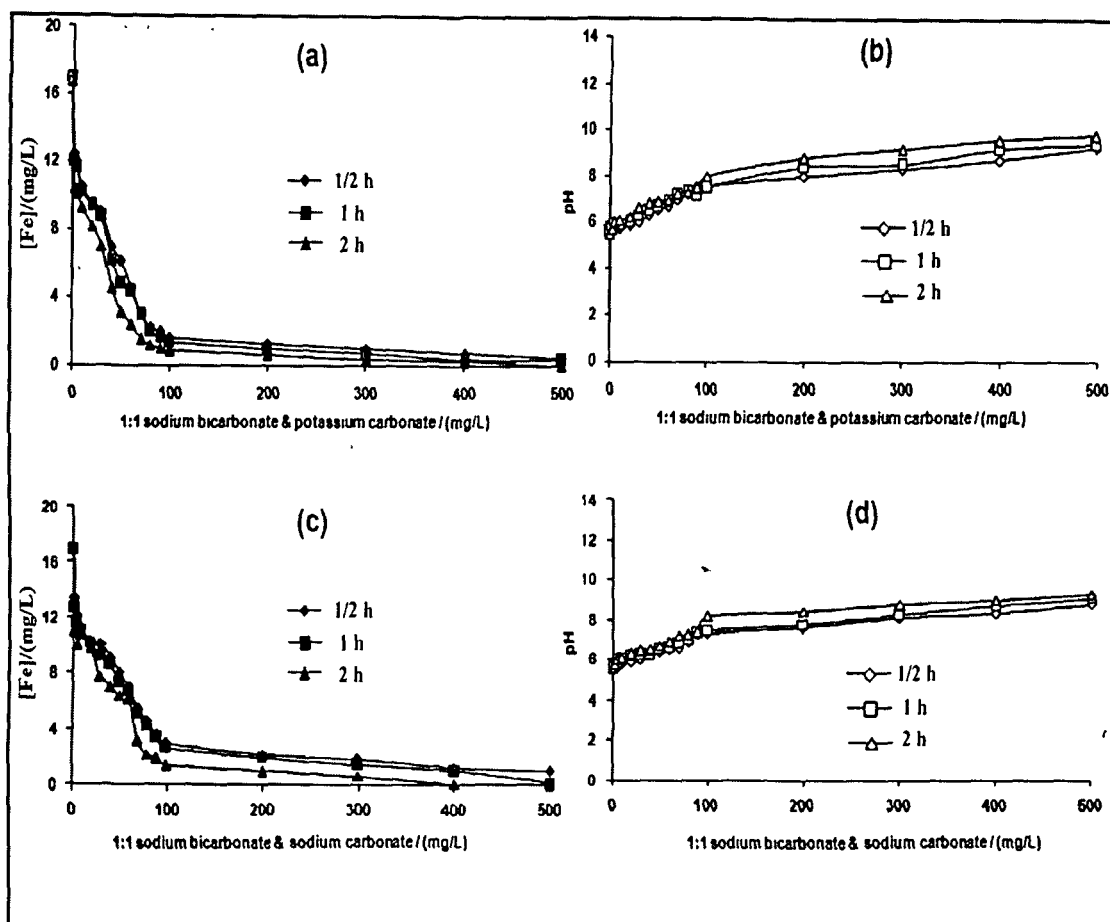 (a)
[Fe]/(mg/L)
20
16
12
8
4
0
1/2 h
1 h
2 h
0 100 200 300 400 500
1:1 sodium bicarbonate & potassium carbonate / (mg/L)
(b)
pH
14
12
10
8
6
4
2
0
1/2 h
1 h
2 h
0 100 200 300 400 500
1:1 sodium bicarbonate & potassium carbonate / (mg/L)
(c)
[Fe]/(mg/L)
20
16
12
8
4
0
1/2 h
1 h
2 h
0 100 200 300 400 500
1:1 sodium bicarbonate & sodium carbonate / (mg/L)
(d)
pH
14
12
10
8
6
4
2
0
1/2 h
1 h
2 h
0 100 200 300 400 500
1:1 sodium bicarbonate & sodium carbonate / (mg/L)